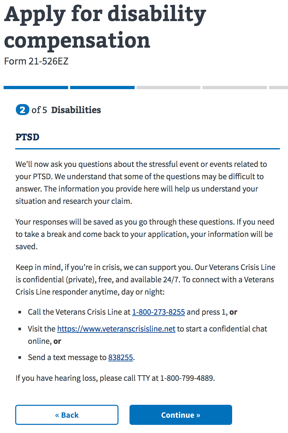 Apply for disability
compensation
Form 21-526EZ
2 of 5 Disabilities
PTSD
We'll now ask you questions about the stressful event or events related to
your PTSD. We understand that some of the questions may be difficult to
answer. The information you provide here will help us understand your
situation and research your claim.
Your responses will be saved as you go through these questions. If you need
to take a break and come back to your application, your information will be
saved.
Keep in mind, if you're in crisis, we can support you. Our Veterans Crisis Line
is confidential (private), free, and available 24/7. To connect with a Veterans
Crisis Line responder anytime, day or night:
▪ Call the Veterans Crisis Line at 1-800-273-8255 and press 1, or
▪ Visit the https://www.veteranscrisisline.net to start a confidential chat
online, or
▪ Send a text message to 838255.
If you have hearing loss, please call TTY at 1-800-799-4889.
« Back
Continue »